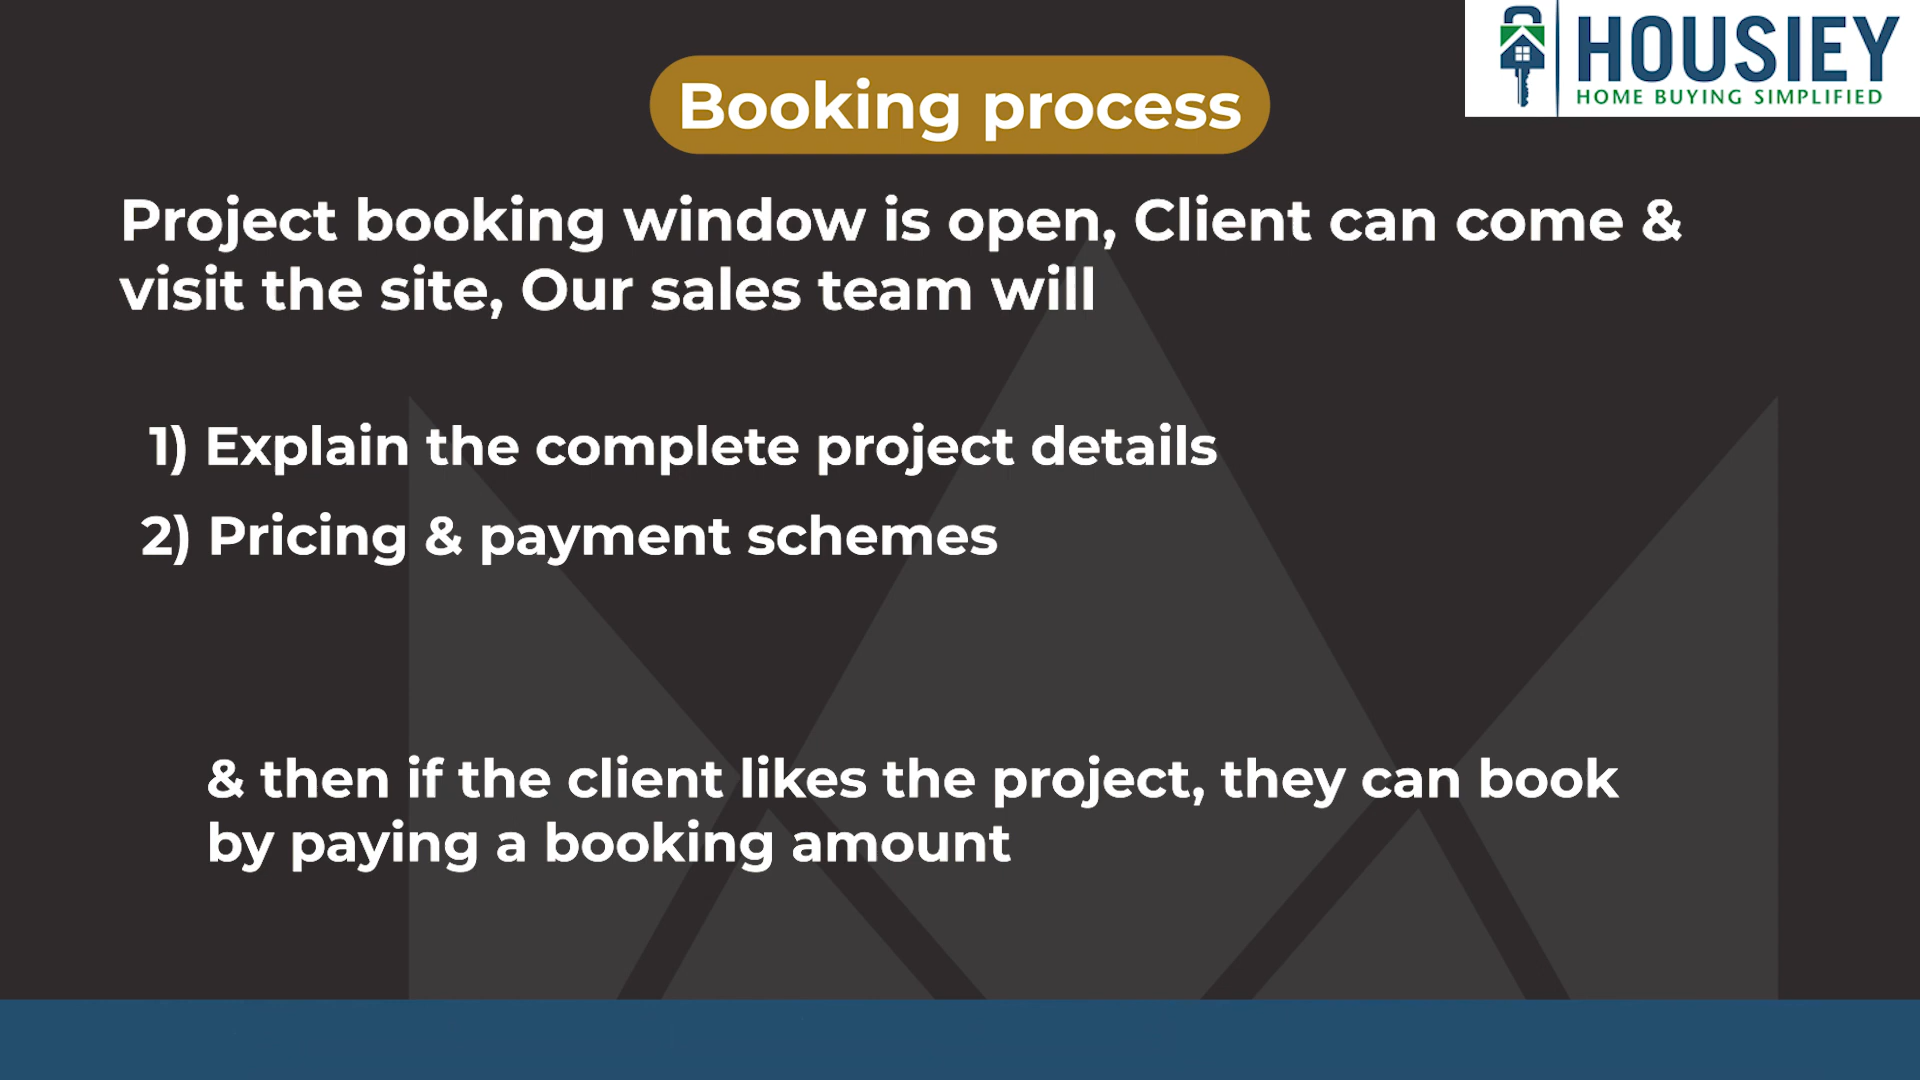 HOUSIEY
HOME BUYING SIMPLIFIED
Booking process
Project booking window is open, Client can come &
visit the site, Our sales team will
1) Explain the complete project details
2) Pricing & payment schemes
& then if the client likes the project, they can book
by paying a booking amount